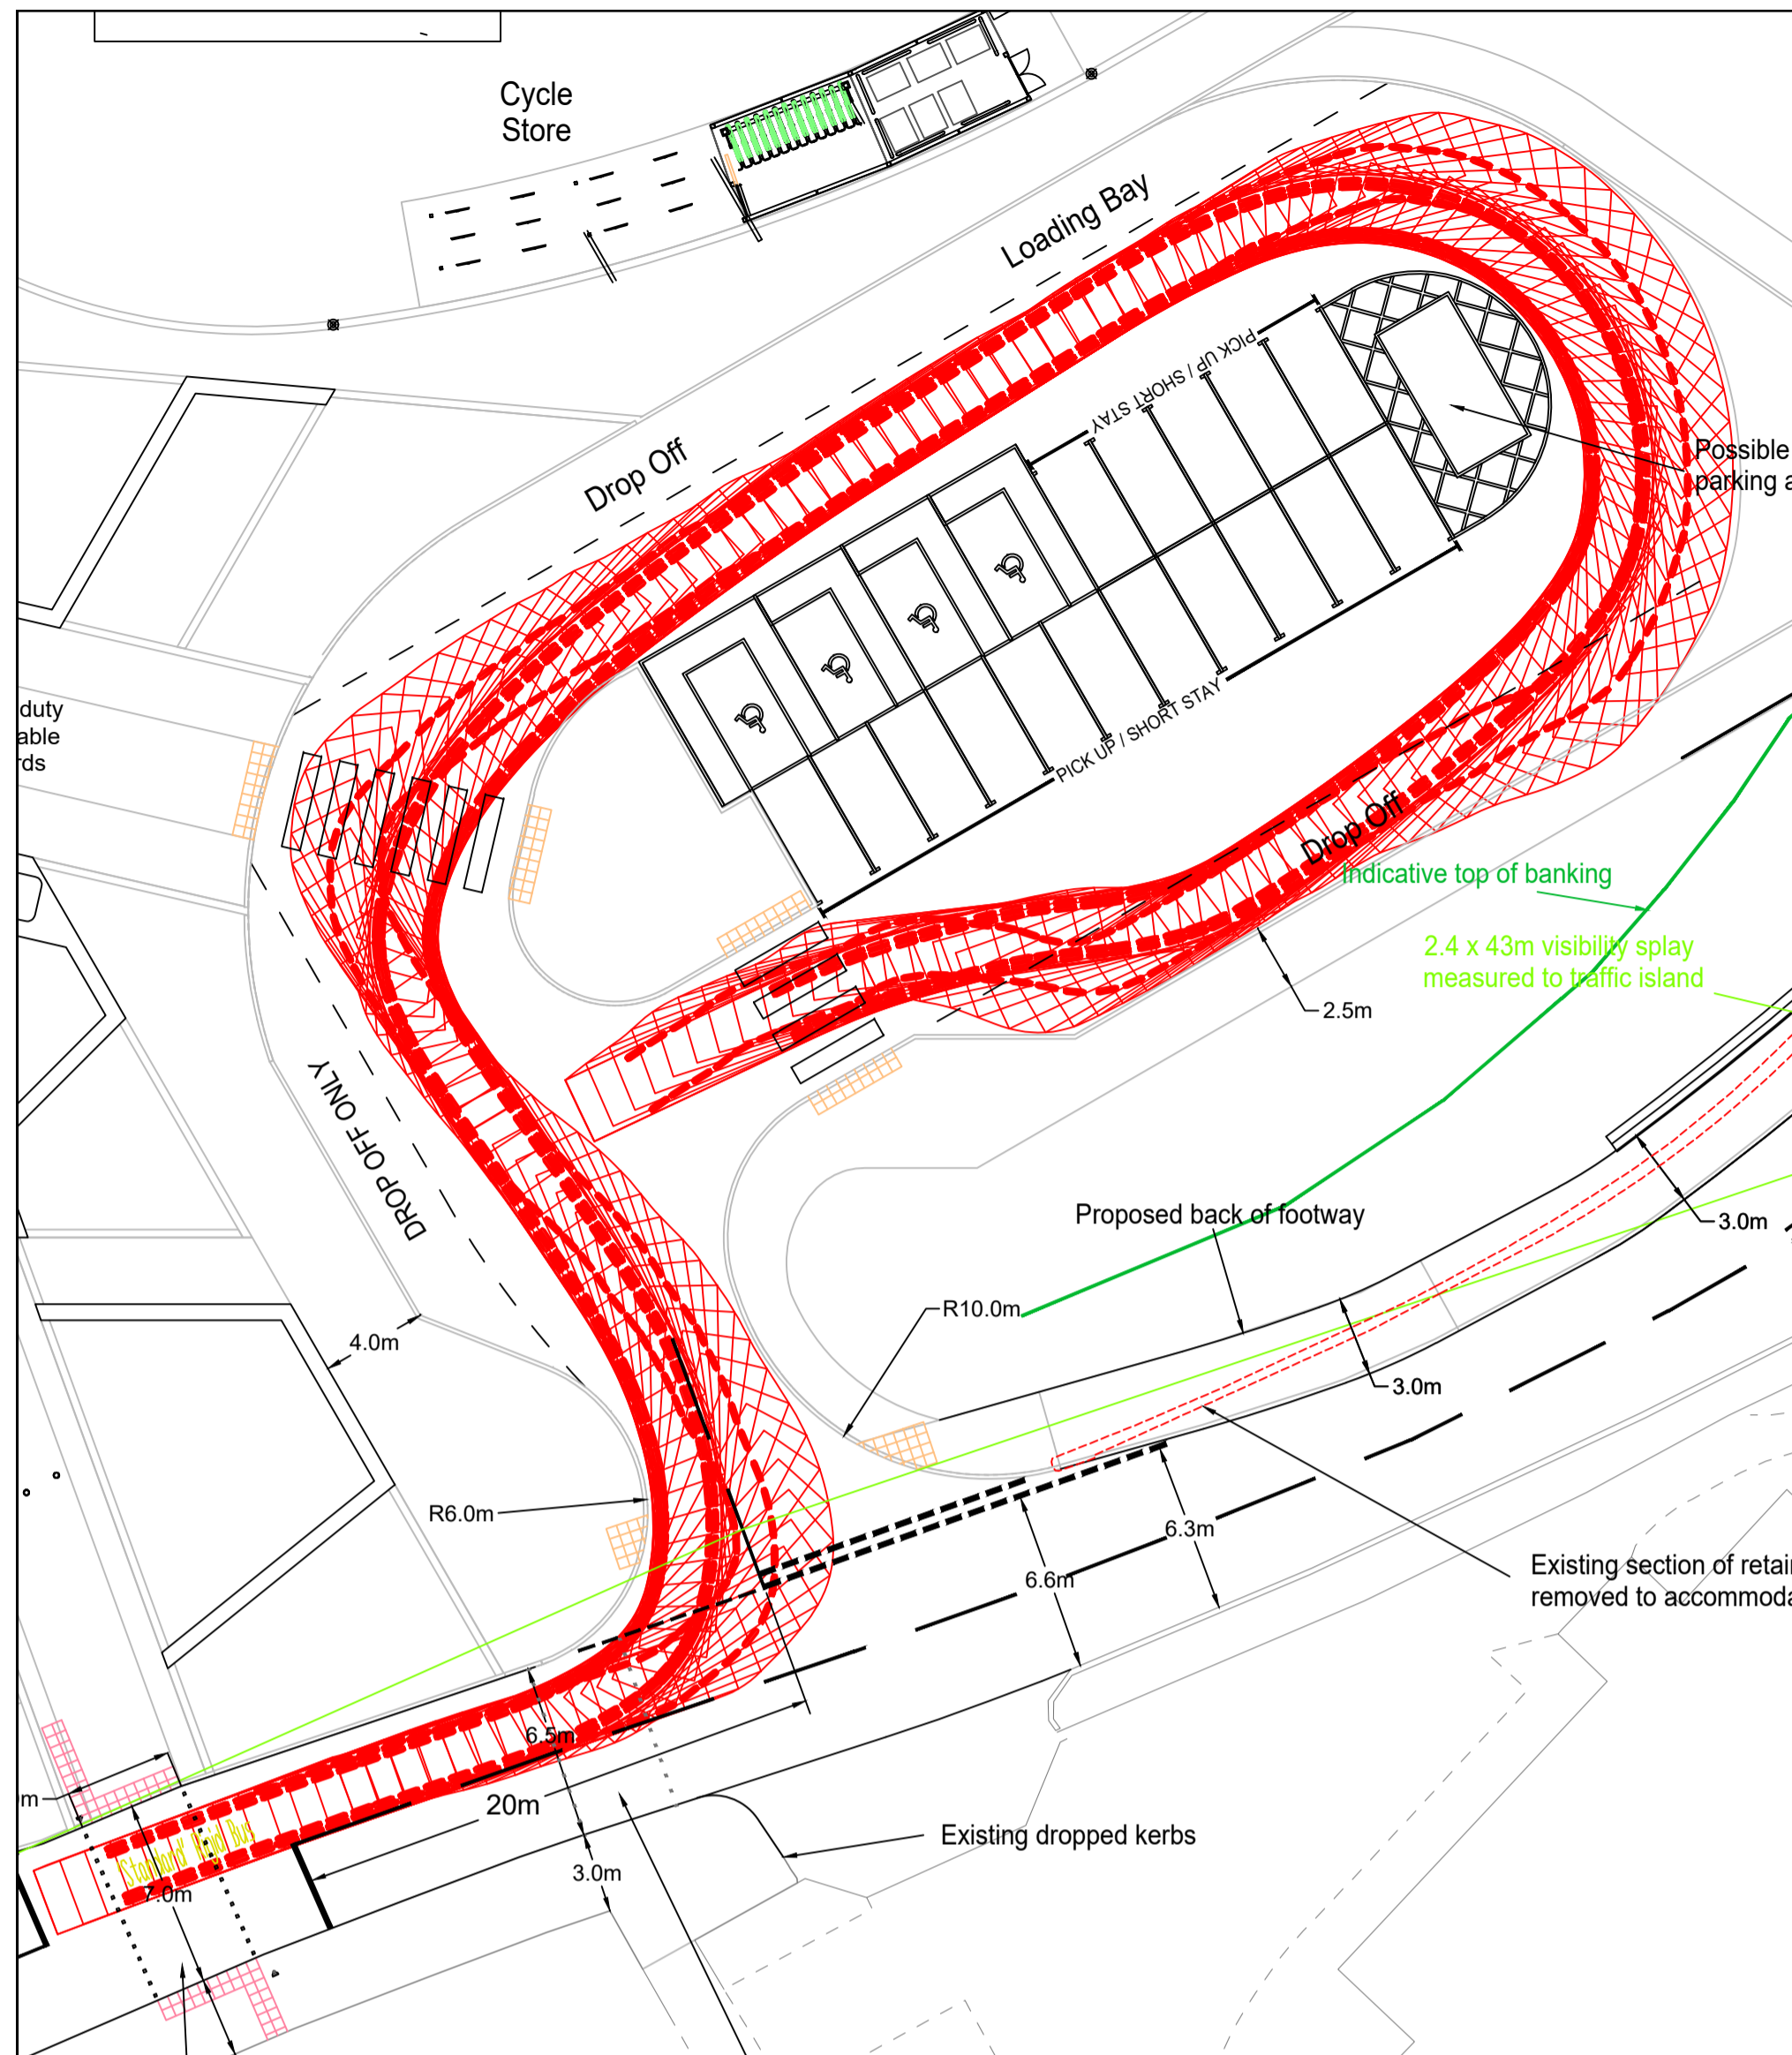 Cycle
Store
Loading Bay
PICK UP / SHORT STAY
Drop Off
Possible
parking a
duty
able
rds
PICK UP / SHORT STAY
Drop Off
Indicative top of banking
2.4 x 43m visibility splay
measured to traffic island
2.5m
DROP OFF ONLY
Proposed back of footway
3.0m
R10.0m
4.0m
3.0m
R6.0m
6.3m
6.6m
Existing section of retai
removed to accommoda
6.5m
m
20m
Existing dropped kerbs
"Standard" Rigid Bus
3.0m
7.0m